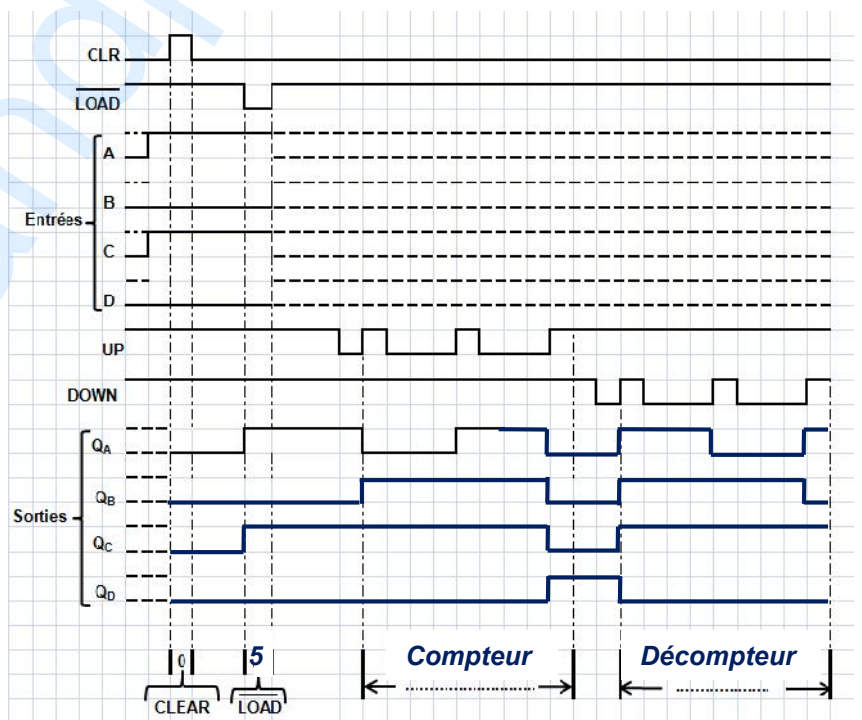 CLR
LOAD
A
B
Entrées
C
D
UP
DOWN
QA
QB
Sorties
QC
QD
0 5 Compteur Décompteur
CLEAR LOAD